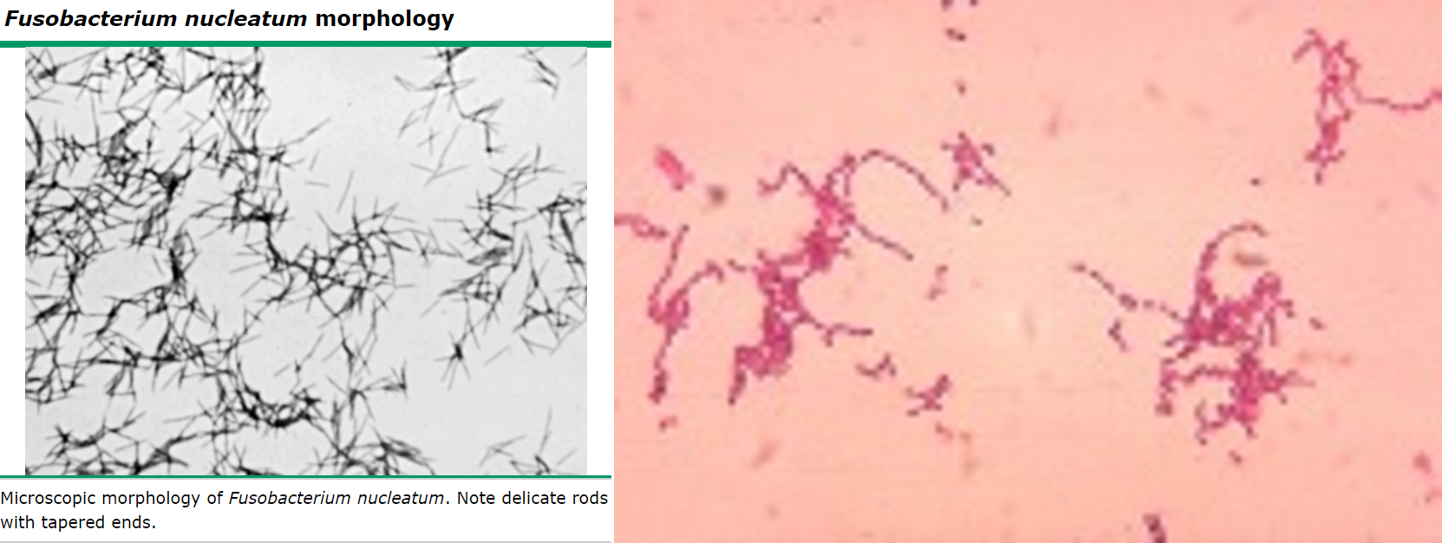 Fusobacterium nucleatum morphology
Microscopic morphology of Fusobacterium nucleatum. Note delicate rods
with tapered ends.